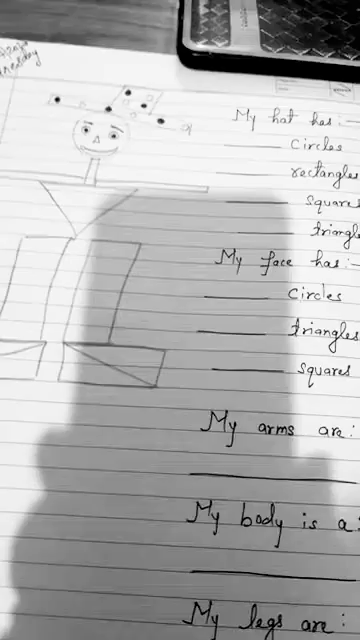 My hat has:-
circles
rectangles
squares
triangle
My face has:-
circles
triangles
squares
My arms are:
My body is a:
My legs are: